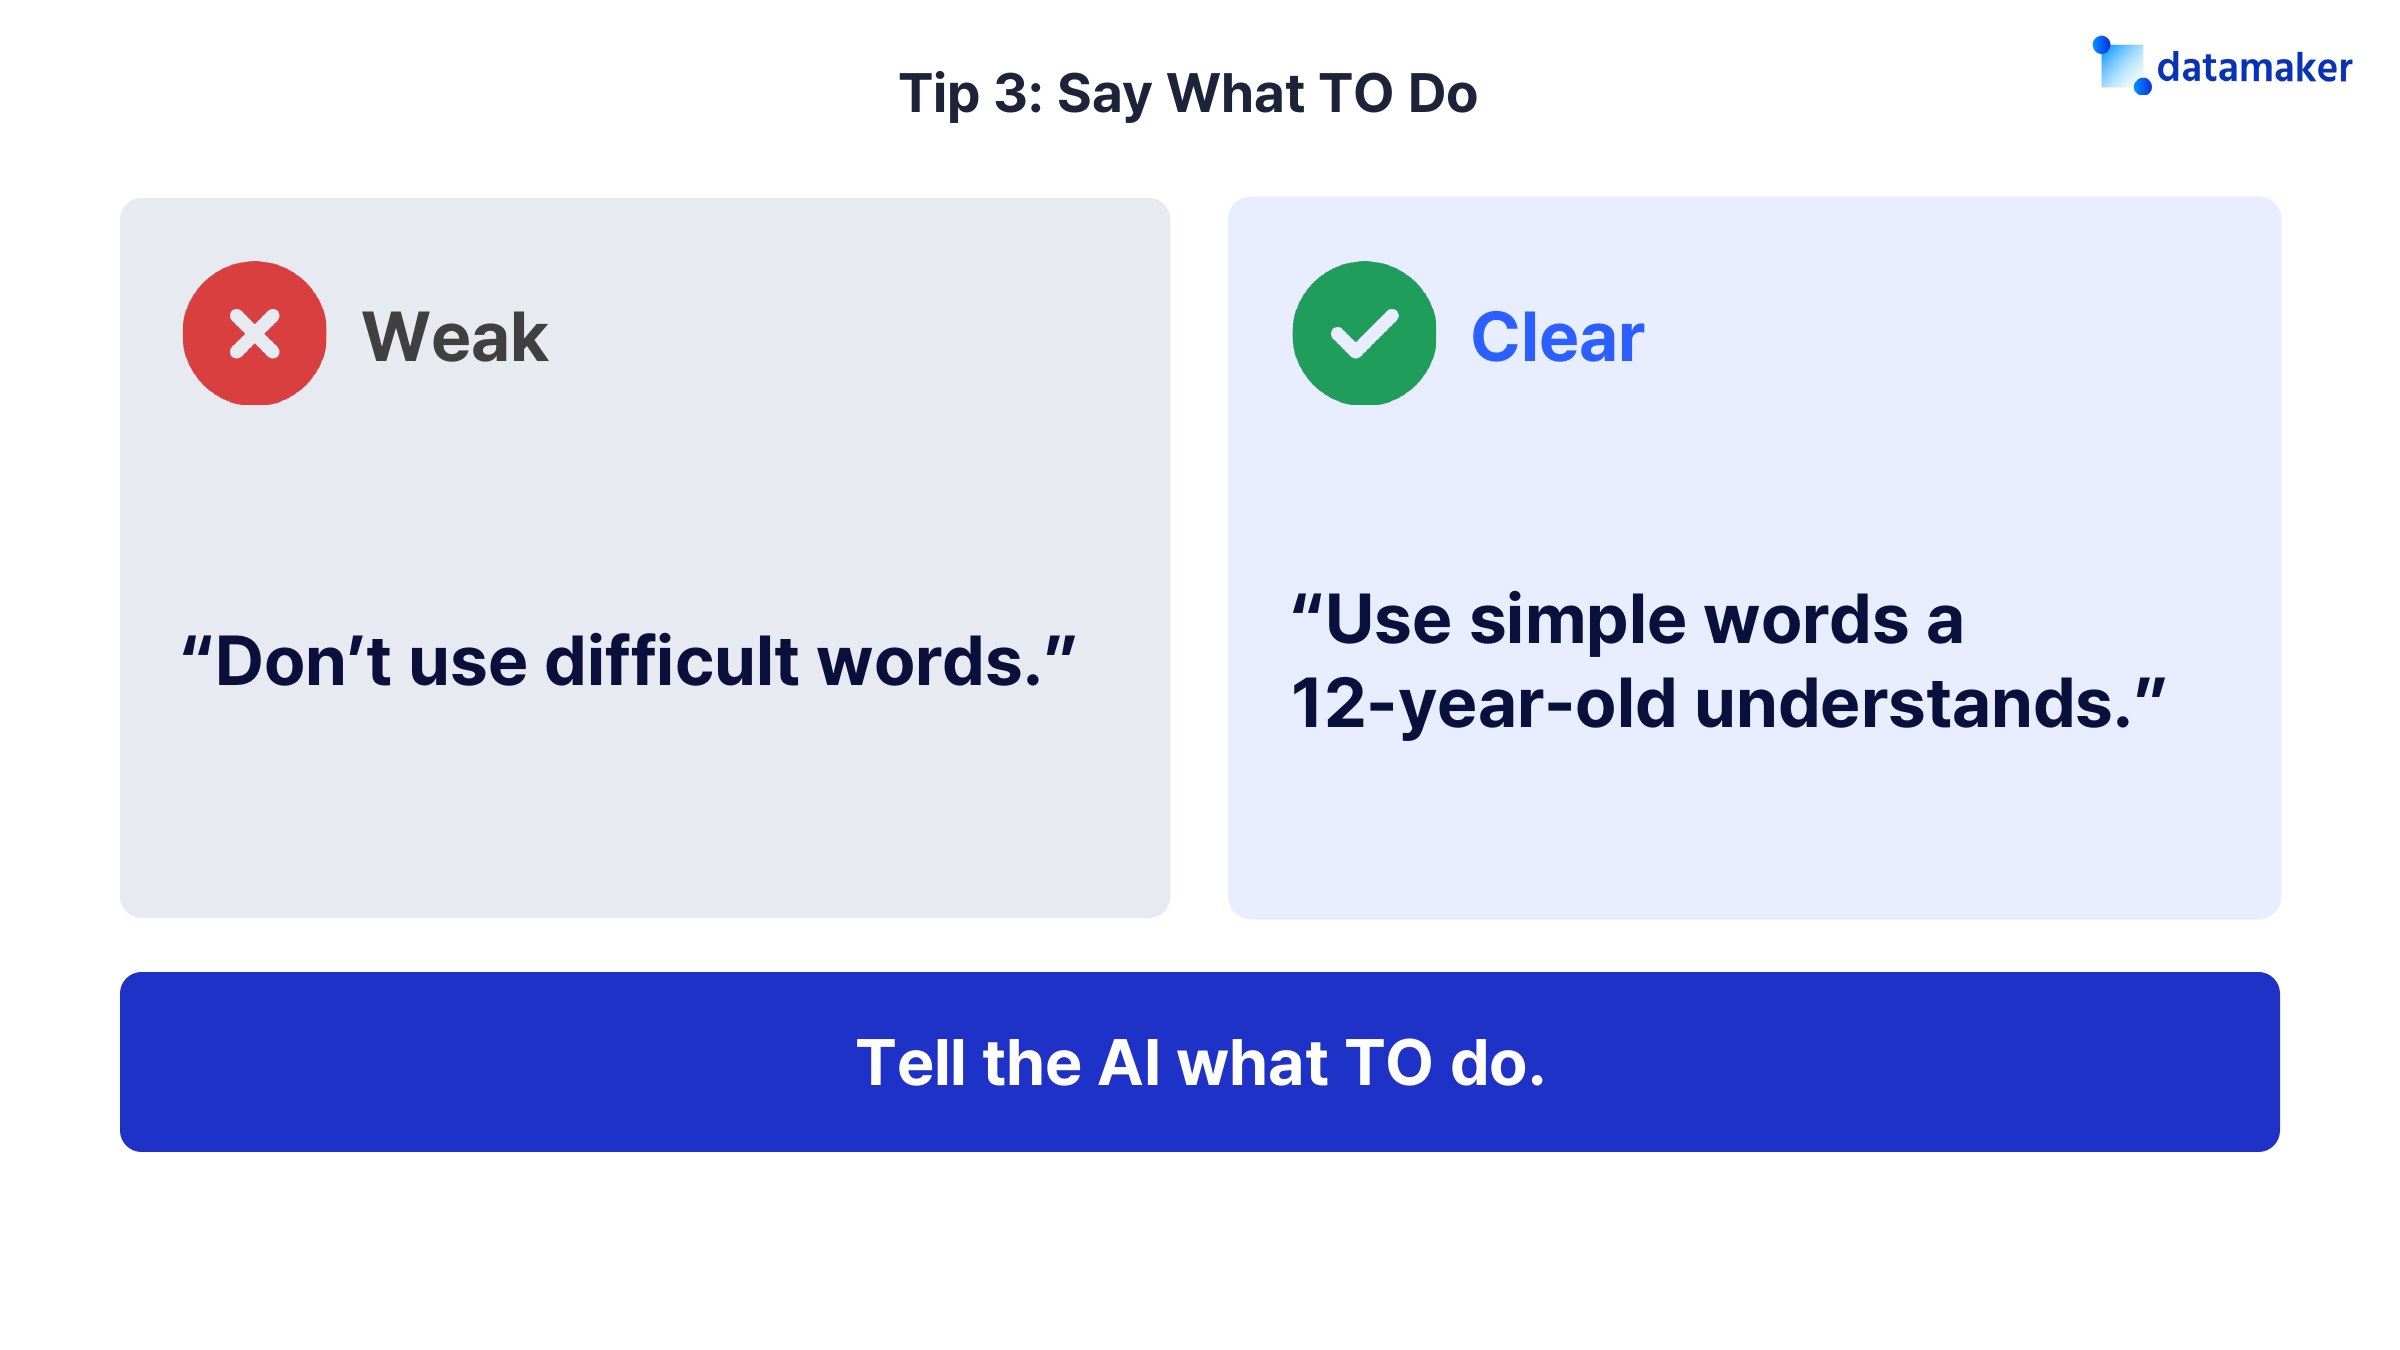 Tip 3: Say What TO Do
datamaker
Weak
“Don’t use difficult words.”
Clear
“Use simple words a
12-year-old understands.”
Tell the AI what TO do.